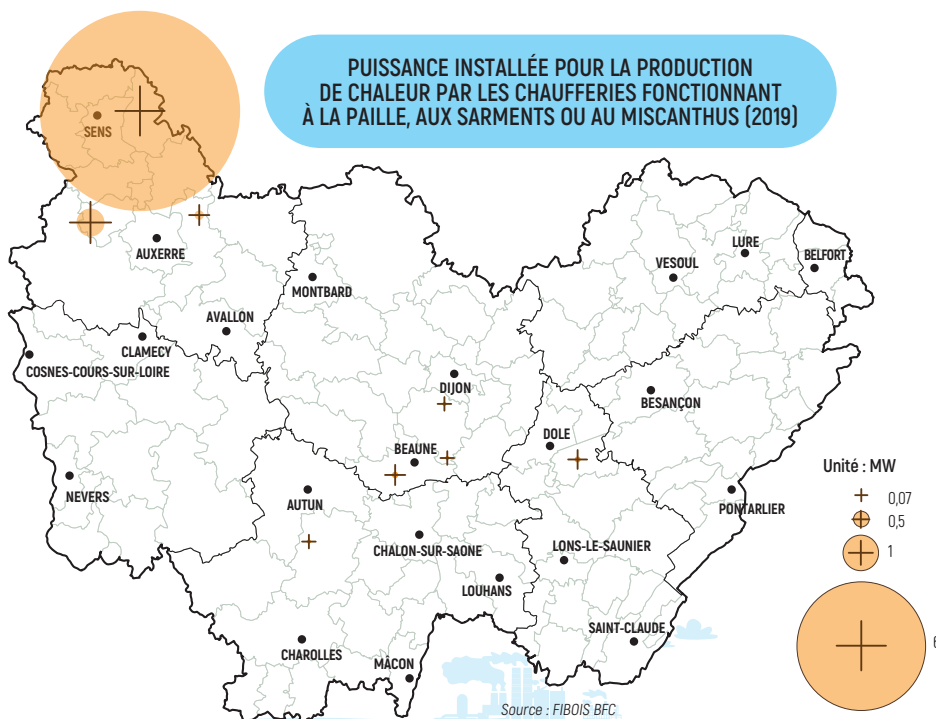 PUISSANCE INSTALLÉE POUR LA PRODUCTION
DE CHALEUR PAR LES CHAUFFERIES FONCTIONNANT
À LA PAILLE, AUX SARMENTS OU AU MISCANTHUS (2019)
SENS
AUXERRE
MONTBARD
VESOUL
LURE
BELFORT
AVALLON
CLAMECY
COSNES-COURS-SUR-LOIRE
DIJON
BESANÇON
DOLE
BEAUNE
NEVERS
AUTUN
PONTARLIER
CHALON-SUR-SAONE
LONS-LE-SAUNIER
LOUHANS
SAINT-CLAUDE
CHAROLLES
MÂCON
Unité : MW
0,07
0,5
1
6
Source : FIBOIS BFC